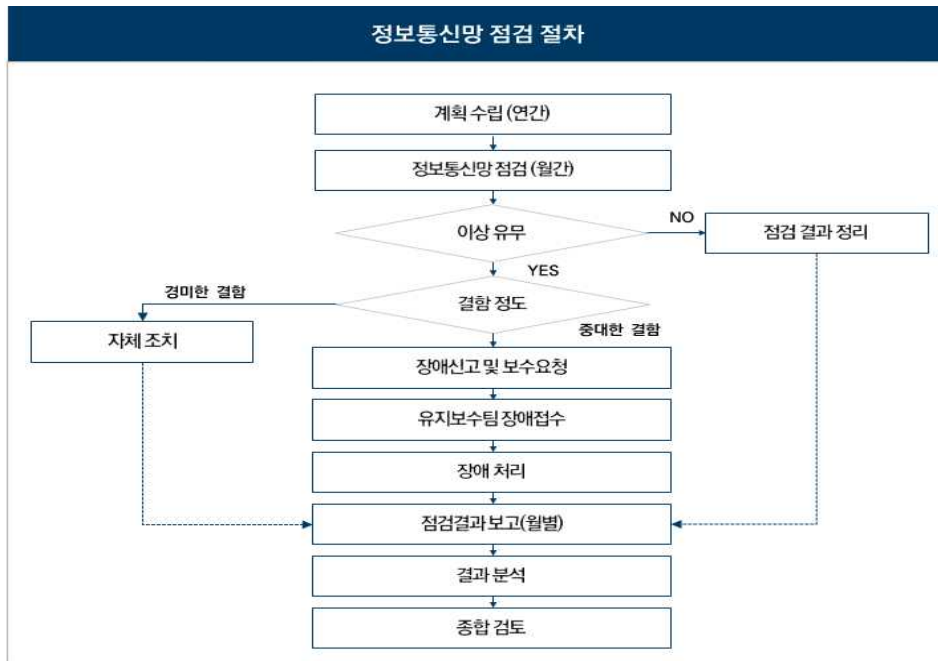 정보통신망 점검 절차
계획 수립 (연간)
정보통신망 점검 (월간)
이상 유무
NO
점검 결과 정리
YES
경미한 결함
결함 정도
중대한 결함
자체 조치
장애신고 및 보수요청
유지보수팀 장애접수
장애 처리
점검결과 보고(월별)
결과 분석
종합 검토